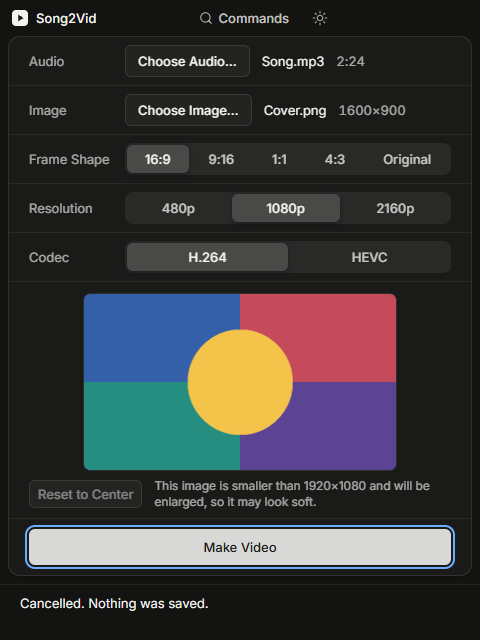 Song2Vid
Commands
Audio
Choose Audio...
Song.mp3
2:24
Image
Choose Image...
Cover.png
1600×900
Frame Shape
16:9
9:16
1:1
4:3
Original
Resolution
480p
1080p
2160p
Codec
H.264
HEVC
Reset to Center
This image is smaller than 1920×1080 and will be
enlarged, so it may look soft.
Make Video
Cancelled. Nothing was saved.